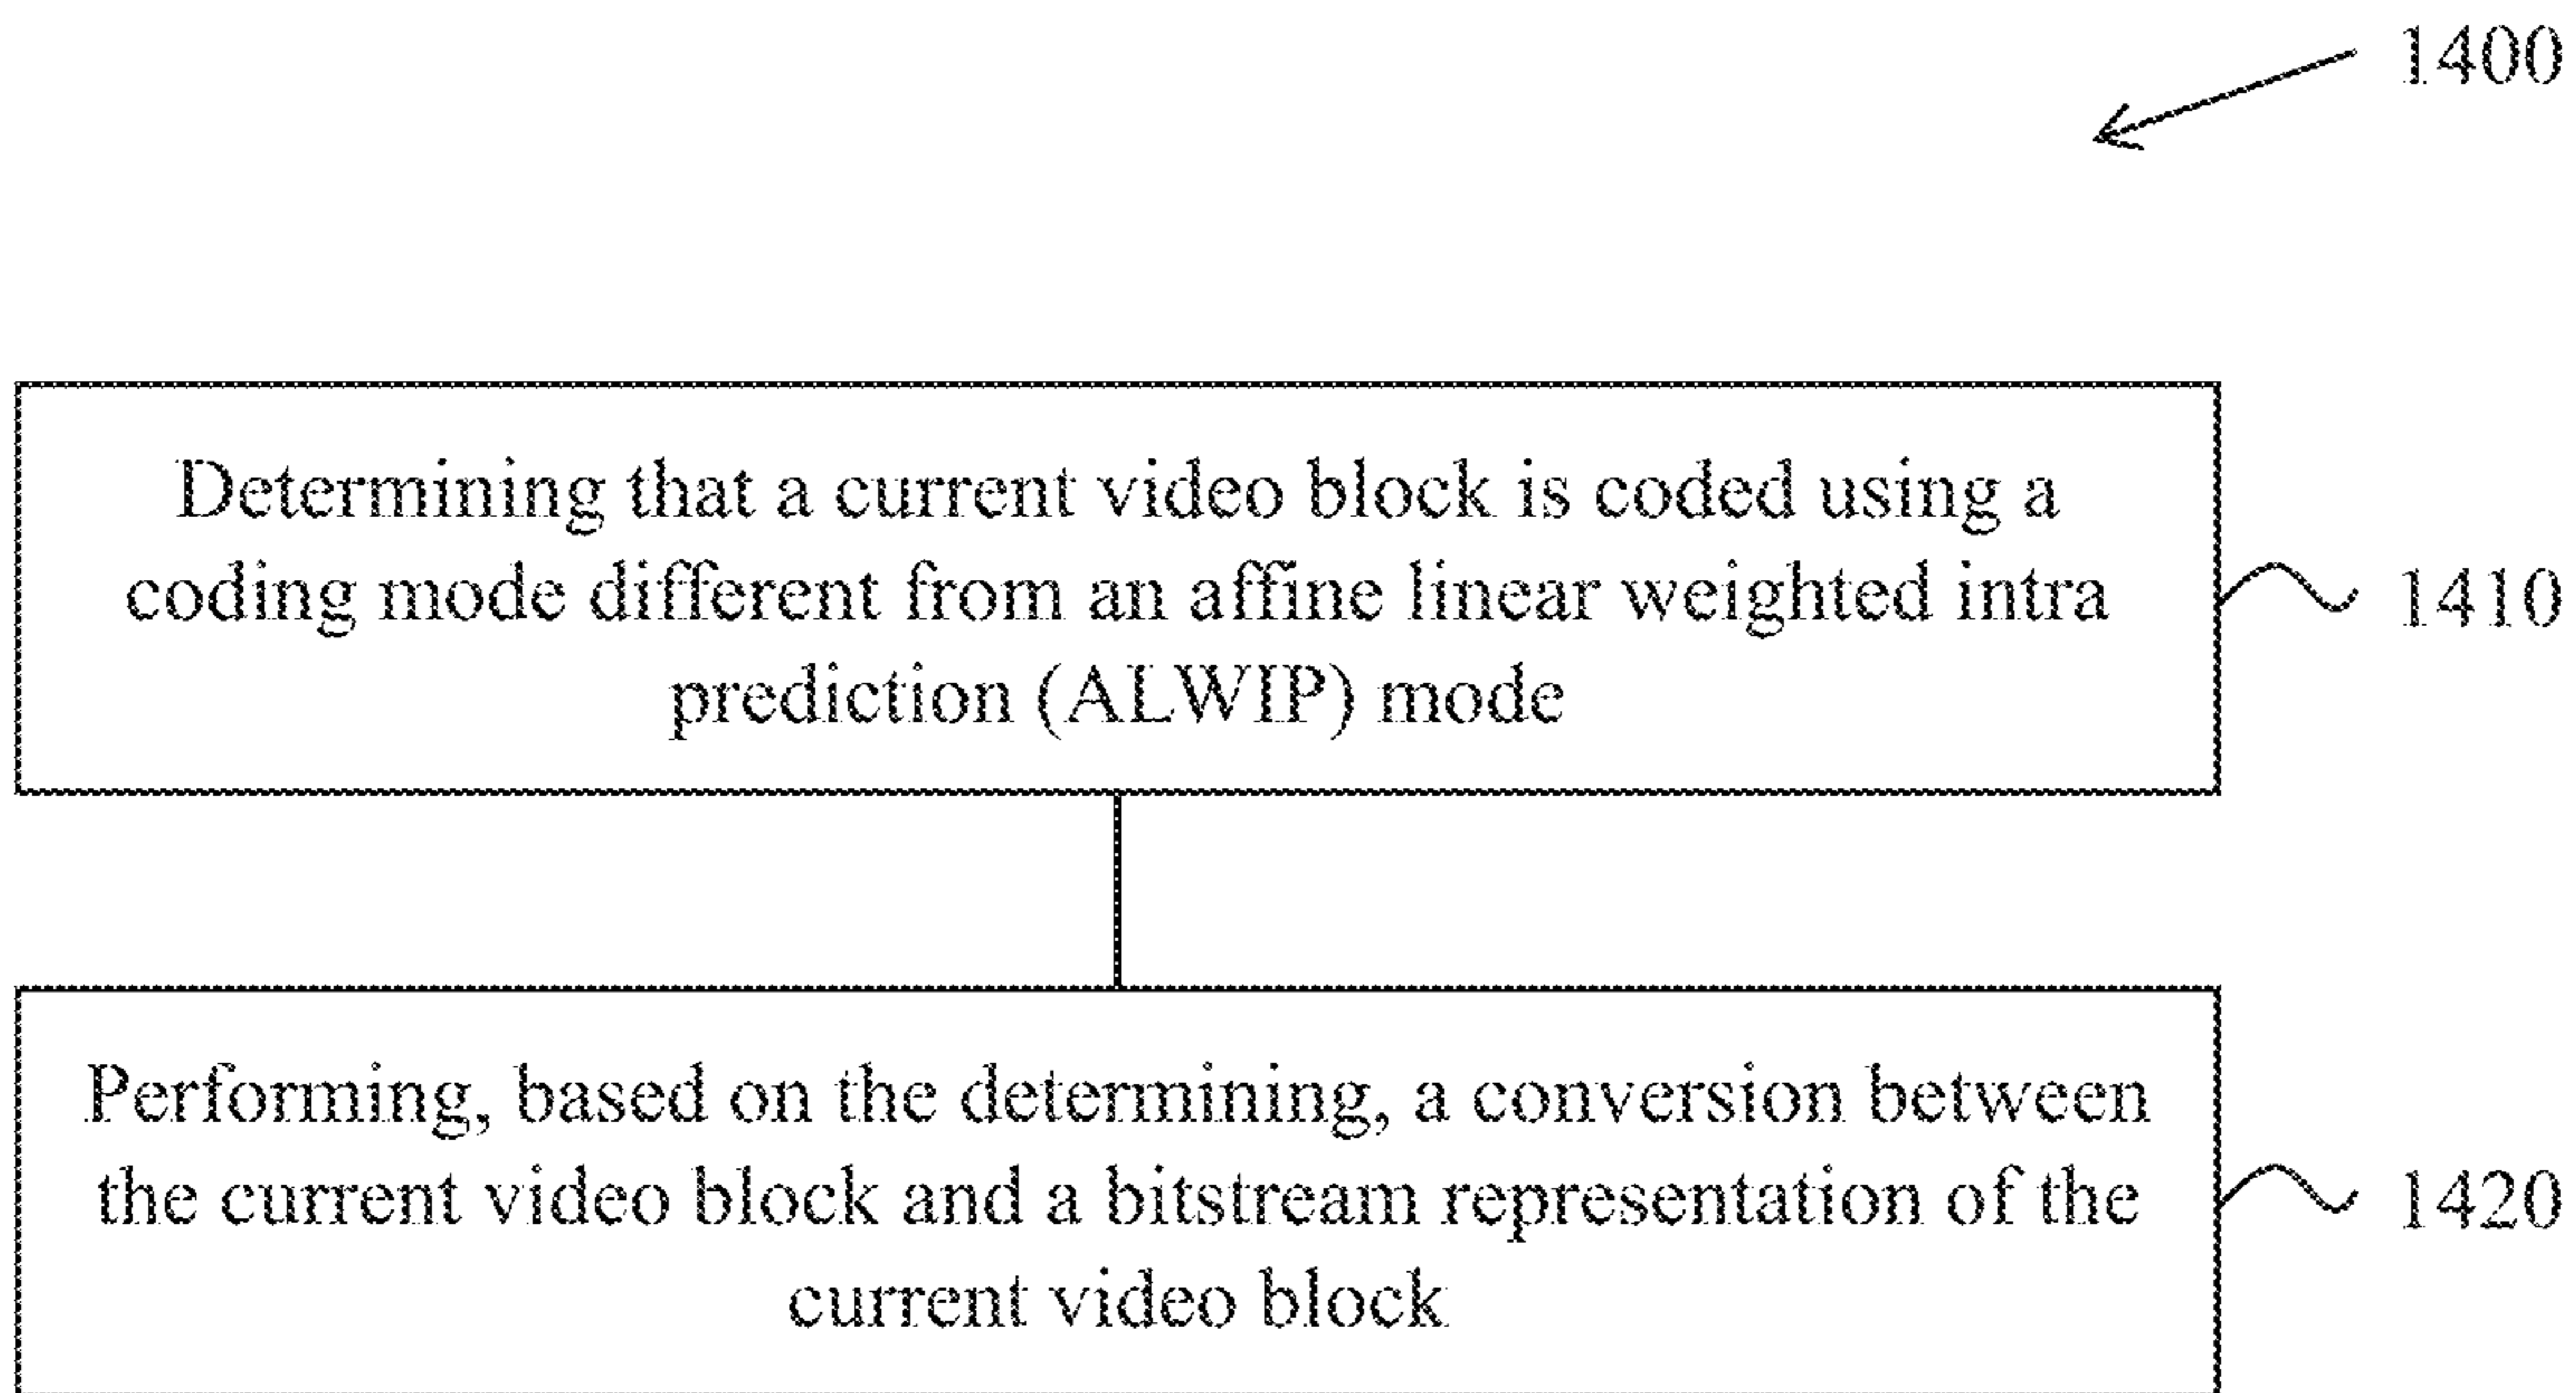 1400
Determining that a current video block is coded using a
coding mode different from an affine linear weighted intra
prediction (ALWIP) mode
1410
Performing, based on the determining, a conversion between
the current video block and a bitstream representation of the
current video block
1420